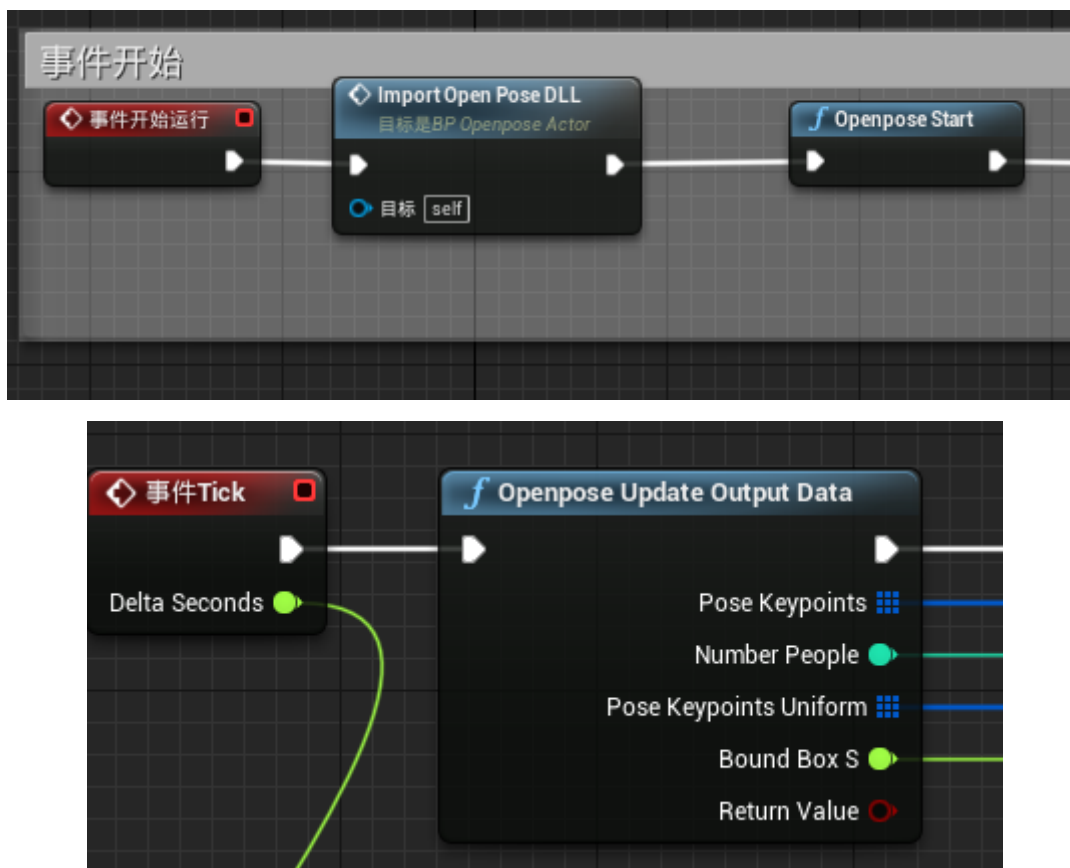 事件开始
事件开始运行
Import Open Pose DLL
目标是BP Openpose Actor
目标 self
Openpose Start
事件Tick
Delta Seconds
Openpose Update Output Data
Pose Keypoints
Number People
Pose Keypoints Uniform
Bound Box S
Return Value